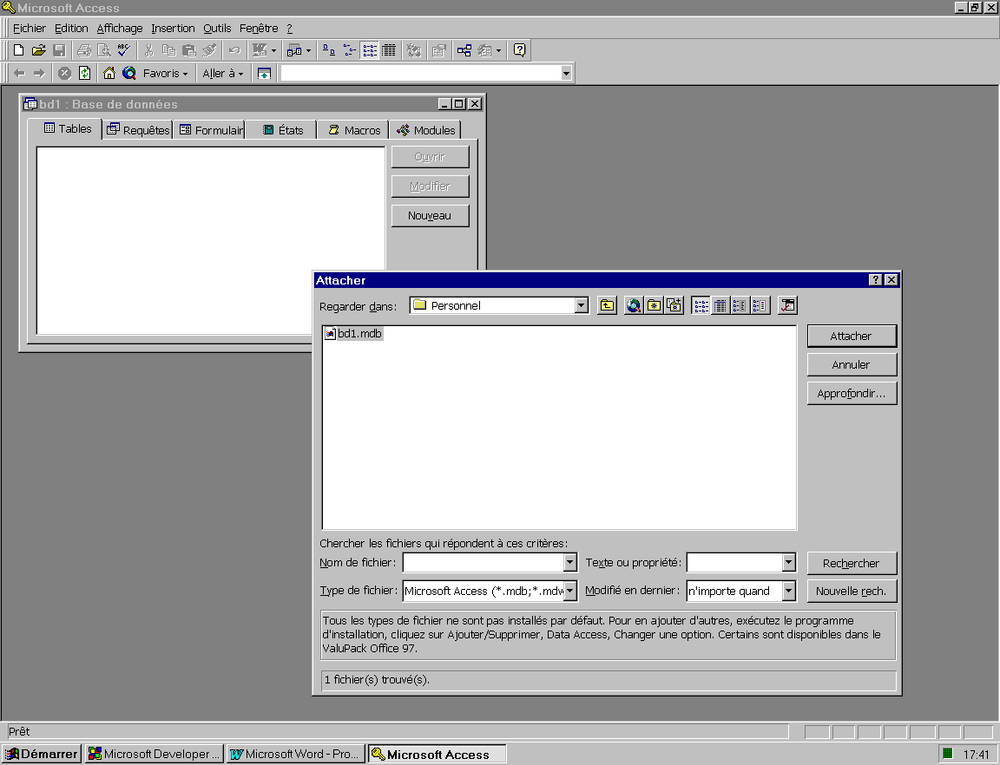 Microsoft Access
Fichier Edition Affichage Insertion Outils Fenêtre ?
Favoris Aller à
bd1 : Base de données
Tables Requêtes Formulair États Macros Modules
Ouvrir
Modifier
Nouveau
Attacher
Regarder dans: Personnel
bd1.mdb
Attacher
Annuler
Approfondir...
Chercher les fichiers qui répondent à ces critères:
Nom de fichier: Texte ou propriété: Rechercher
Type de fichier: Microsoft Access (*.mdb;*.mdw Modifié en dernier: n'importe quand Nouvelle rech.
Tous les types de fichier ne sont pas installés par défaut. Pour en ajouter d'autres, exécutez le programme
d'installation, cliquez sur Ajouter/Supprimer, Data Access, Changer une option. Certains sont disponibles dans le
ValuPack Office 97.
1 fichier(s) trouvé(s).
Prêt
Démarrer Microsoft Developer ... Microsoft Word - Pro... Microsoft Access 17:41